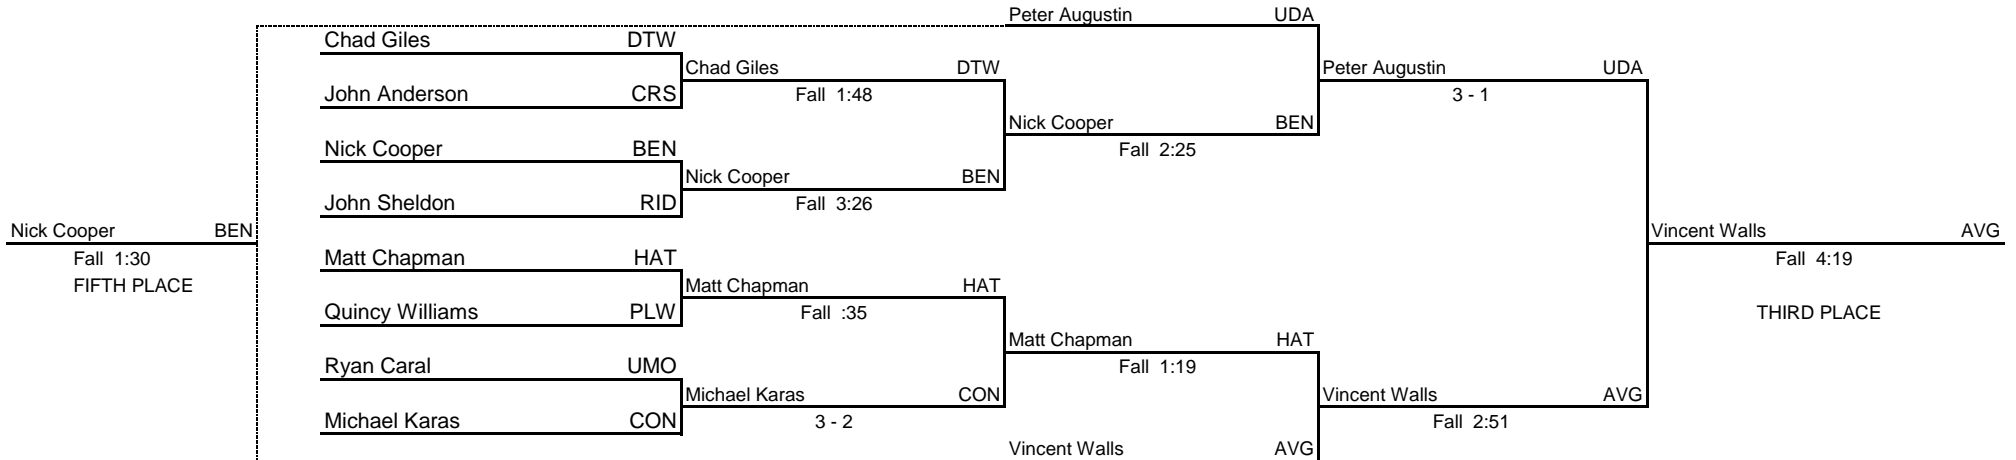 Peter Augustin UDA
Chad Giles DTW
Chad Giles DTW
Peter Augustin UDA
John Anderson CRS
Fall 1:48
3 - 1
Nick Cooper BEN
Nick Cooper BEN
Fall 2:25
Nick Cooper BEN
John Sheldon RID
Fall 3:26
Nick Cooper BEN
Vincent Walls AVG
Fall 1:30
Matt Chapman HAT
Fall 4:19
FIFTH PLACE
Matt Chapman HAT
Quincy Williams PLW
Fall :35
THIRD PLACE
Matt Chapman HAT
Ryan Caral UMO
Fall 1:19
Michael Karas CON
Vincent Walls AVG
Michael Karas CON
3 - 2
Fall 2:51
Vincent Walls AVG